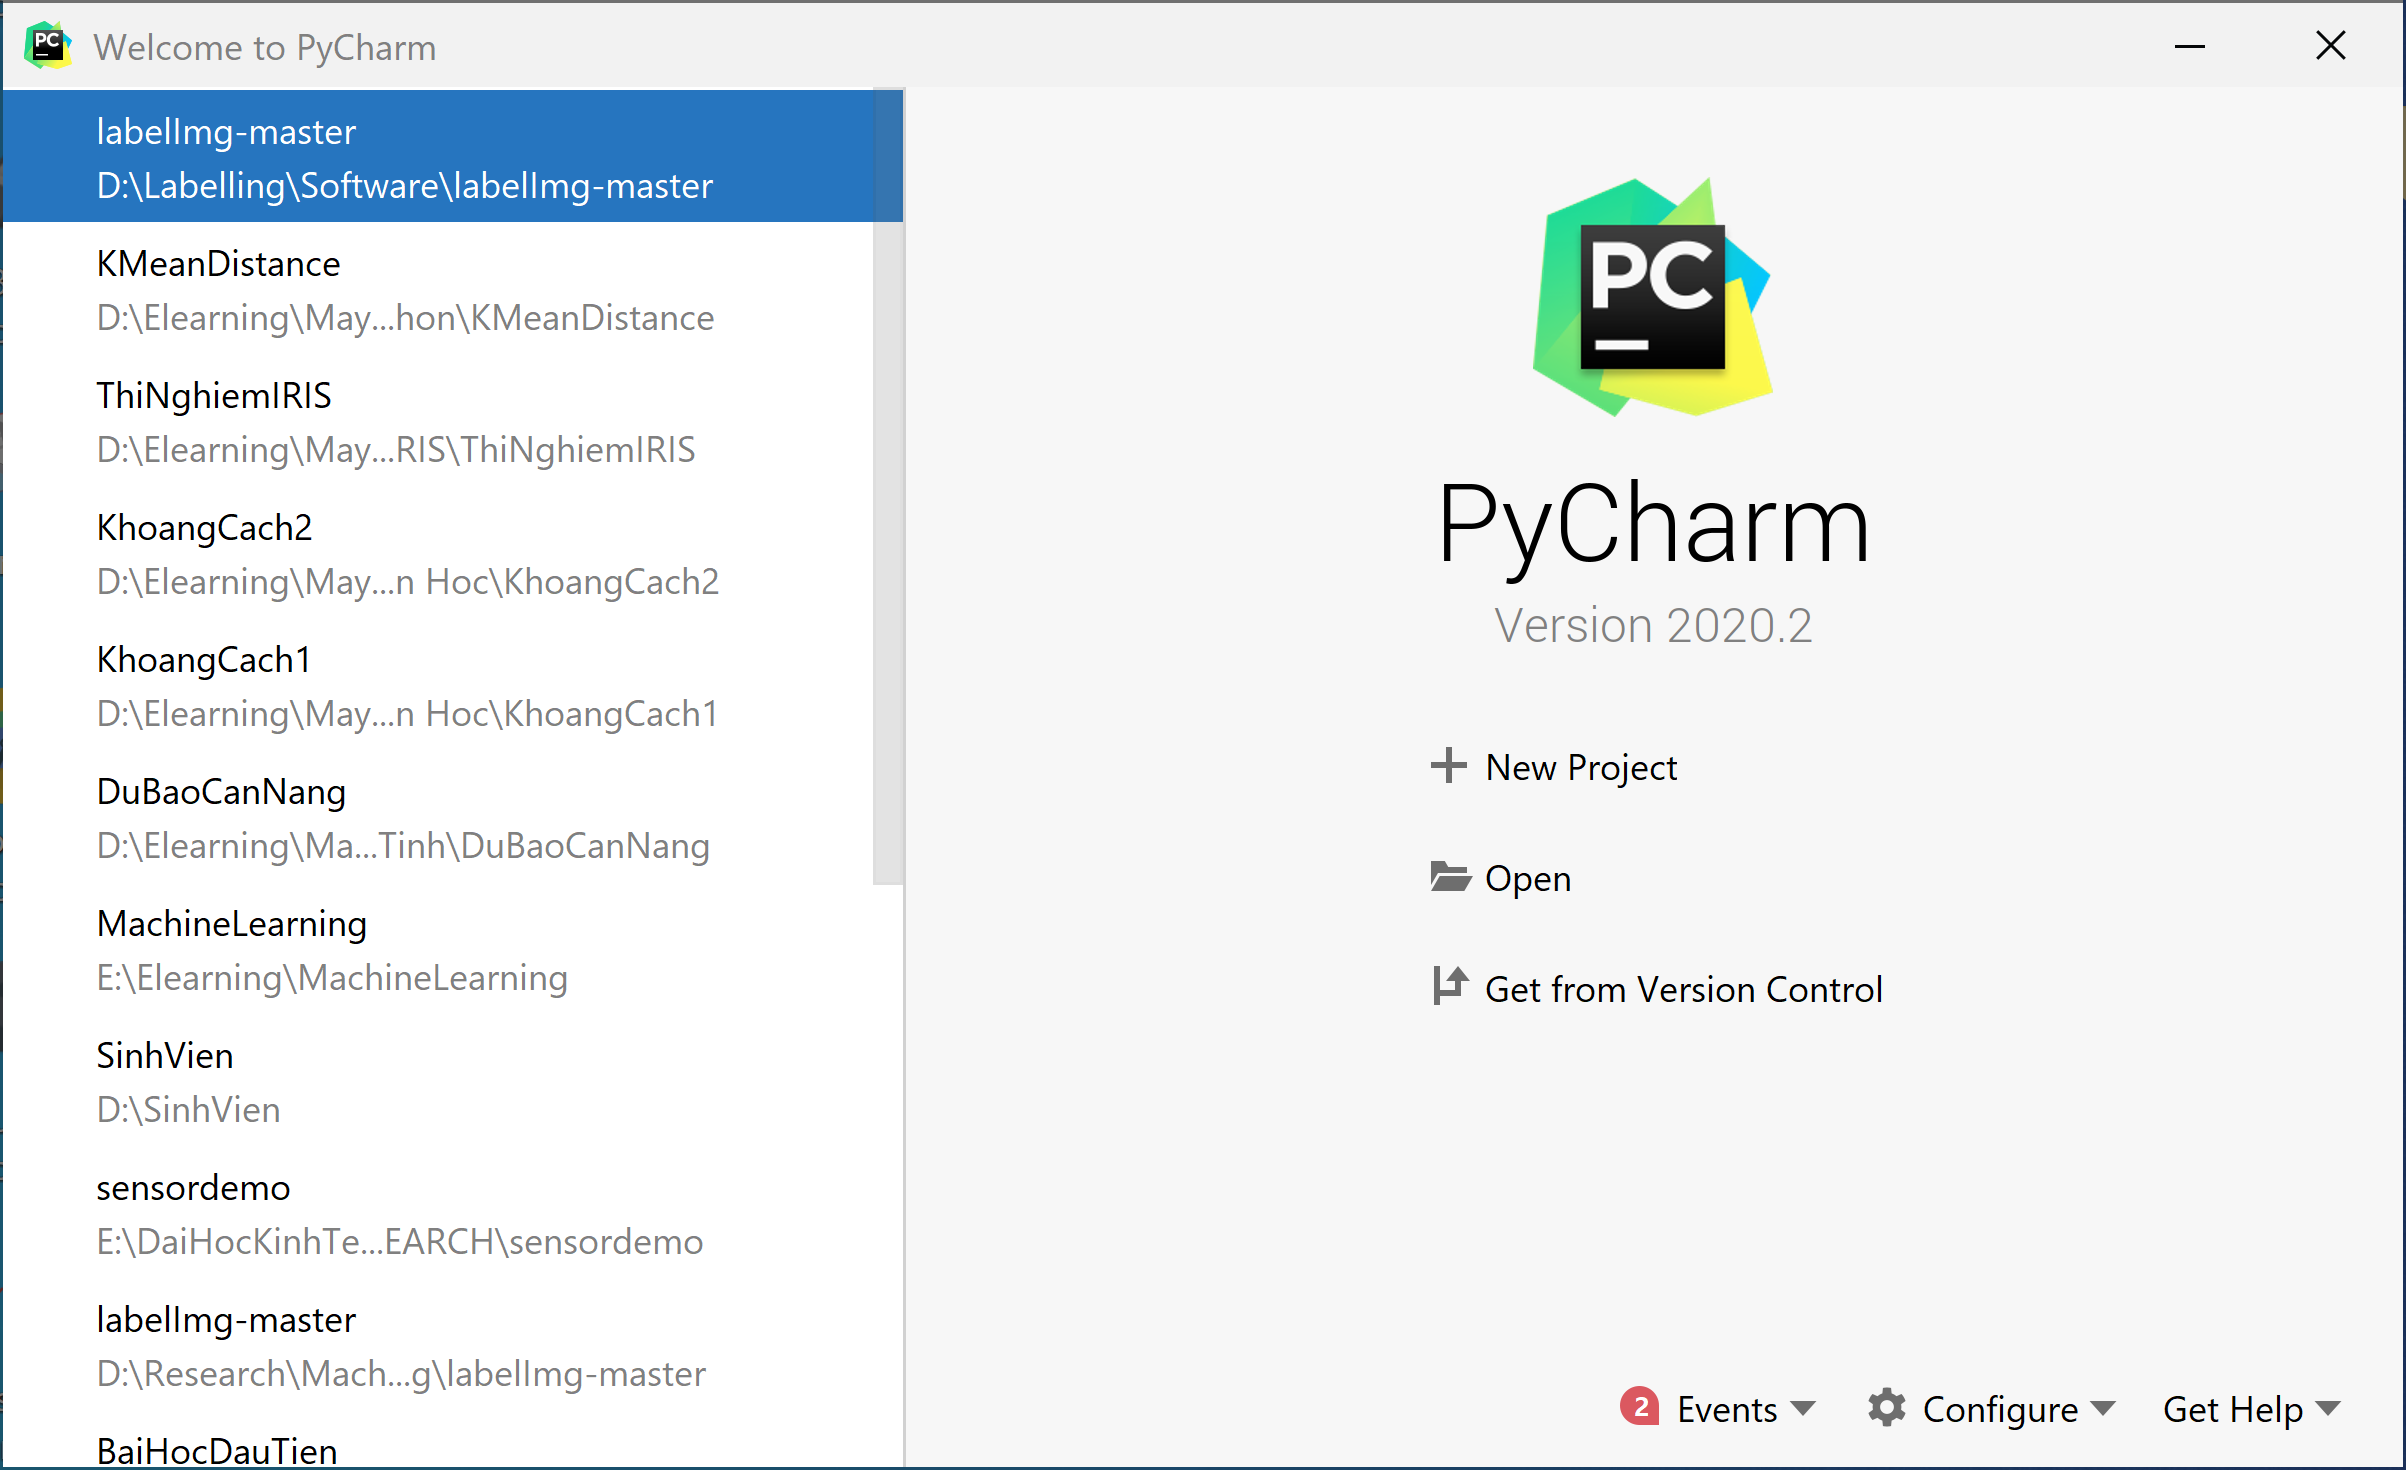 PC
Welcome to PyCharm
labelImg-master
D:\Labelling\Software\labelImg-master
KMeanDistance
D:\Elearning\May...hon\KMeanDistance
ThiNghiemIRIS
D:\Elearning\May...RIS\ThiNghiemIRIS
KhoangCach2
D:\Elearning\May...n Hoc\KhoangCach2
KhoangCach1
D:\Elearning\May...n Hoc\KhoangCach1
DuBaoCanNang
D:\Elearning\Ma...Tinh\DuBaoCanNang
MachineLearning
E:\Elearning\MachineLearning
SinhVien
D:\SinhVien
sensordemo
E:\DaiHocKinhTe...EARCH\sensordemo
labelImg-master
D:\Research\Mach...g\labelImg-master
BaiHocDauTien
PC
PyCharm
Version 2020.2
New Project
Open
Get from Version Control
2 Events
Configure
Get Help